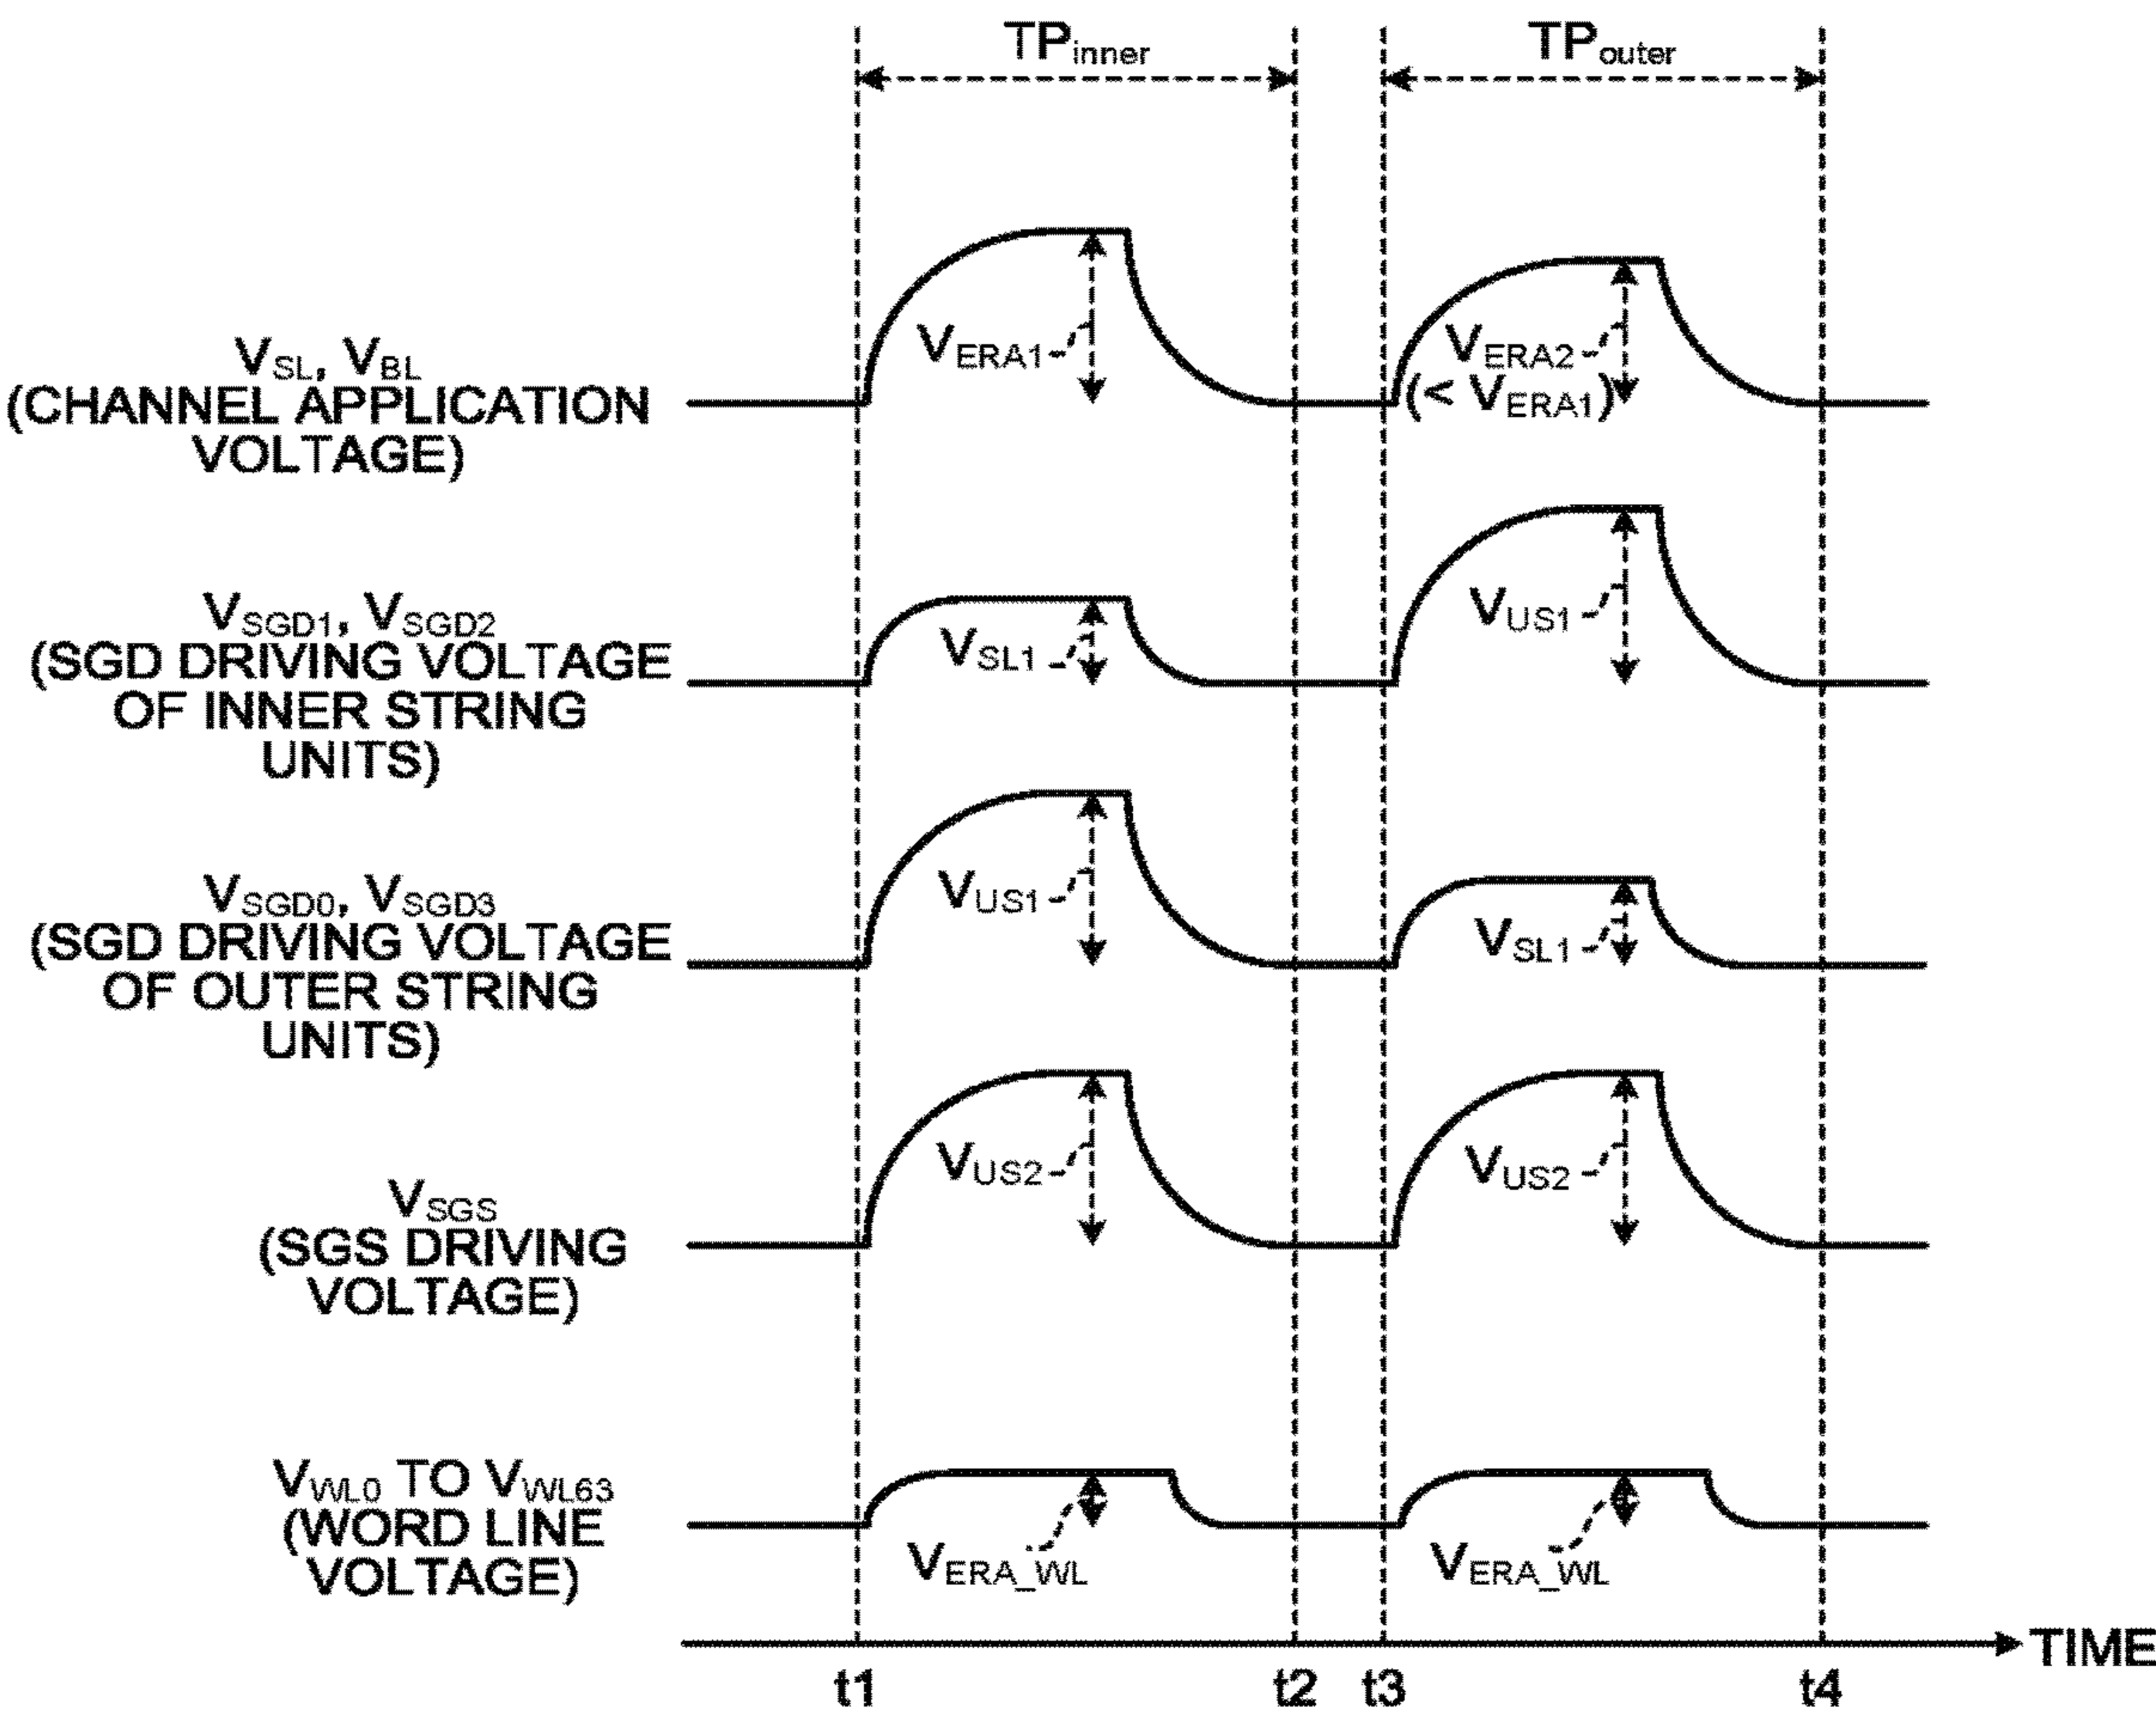 TPinner
TPouter
VSL, VBL
(CHANNEL APPLICATION
VOLTAGE)
VERA1
VERA2
(< VERA1)
VSGD1, VSGD2
(SGD DRIVING VOLTAGE
OF INNER STRING
UNITS)
VSL1
VUS1
VSGD0, VSGD3
(SGD DRIVING VOLTAGE
OF OUTER STRING
UNITS)
VUS1
VSL1
VSGS
(SGS DRIVING
VOLTAGE)
VUS2
VUS2
VWL0 TO VWL63
(WORD LINE
VOLTAGE)
VERA_WL
VERA_WL
TIME
t1
t2
t3
t4